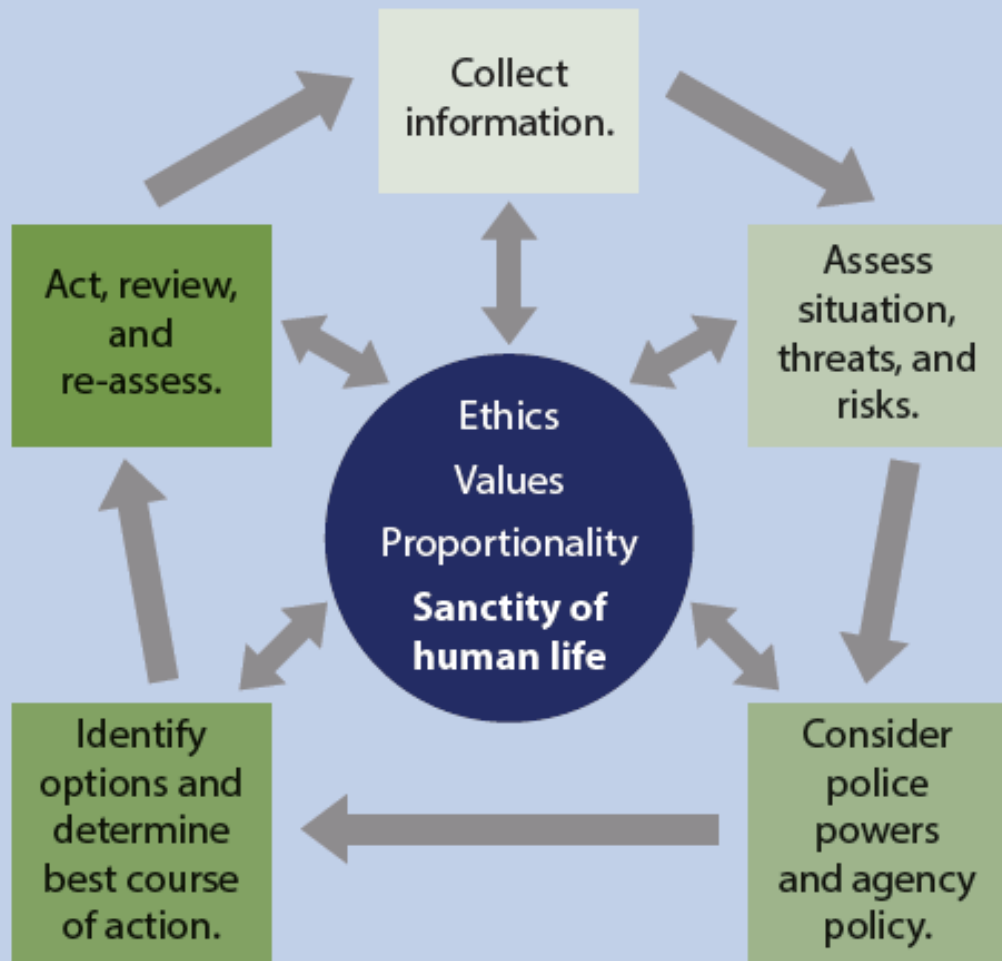 Collect
information.
Assess
situation,
threats, and
risks.
Consider
police
powers
and agency
policy.
Identify
options and
determine
best course
of action.
Act, review,
and
re-assess.
Ethics
Values
Proportionality
Sanctity of
human life